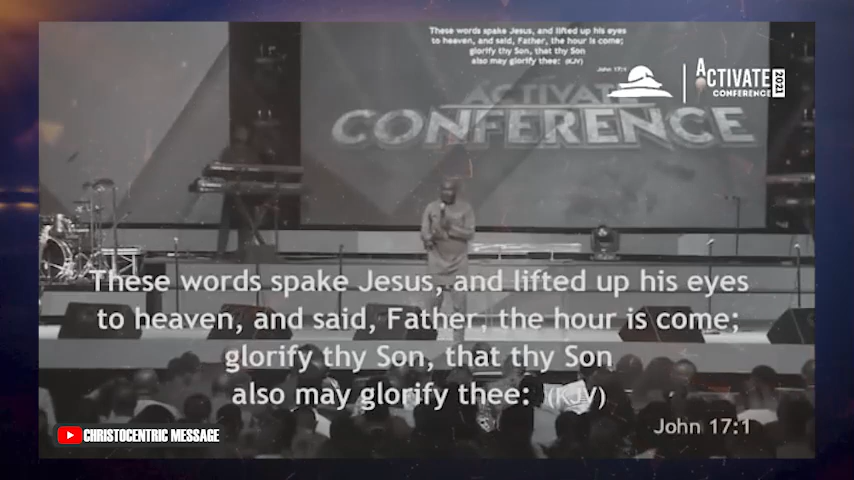 These words spake Jesus, and lifted up his eyes
to heaven, and said, Father, the hour is come;
glorify thy Son, that thy Son
also may glorify thee: (KJV)
John 17:1
ACTIVATE
CONFERENCE
2021
ACTIVATE
CONFERENCE
These words spake Jesus, and lifted up his eyes
to heaven, and said, Father, the hour is come;
glorify thy Son, that thy Son
also may glorify thee: (KJV)
John 17:1
CHRISTOCENTRIC MESSAGE